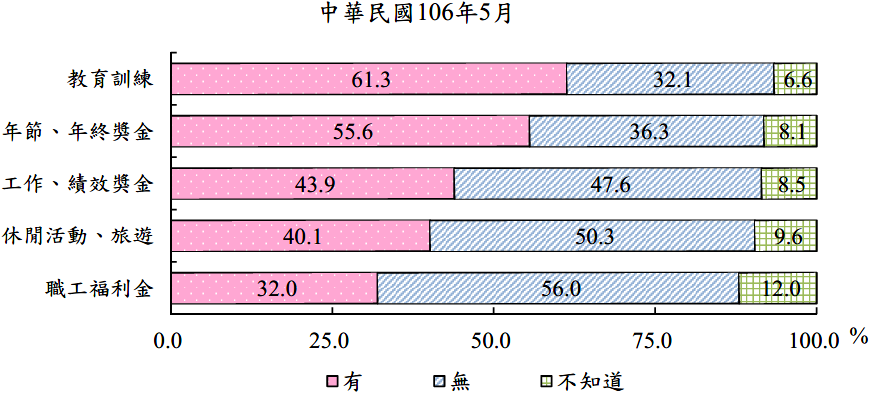 中華民國106年5月
教育訓練 61.3 32.1 6.6
年節、年終獎金 55.6 36.3 8.1
工作、績效獎金 43.9 47.6 8.5
休閒活動、旅遊 40.1 50.3 9.6
職工福利金 32.0 56.0 12.0
0.0 25.0 50.0 75.0 100.0 %
有 無 不知道